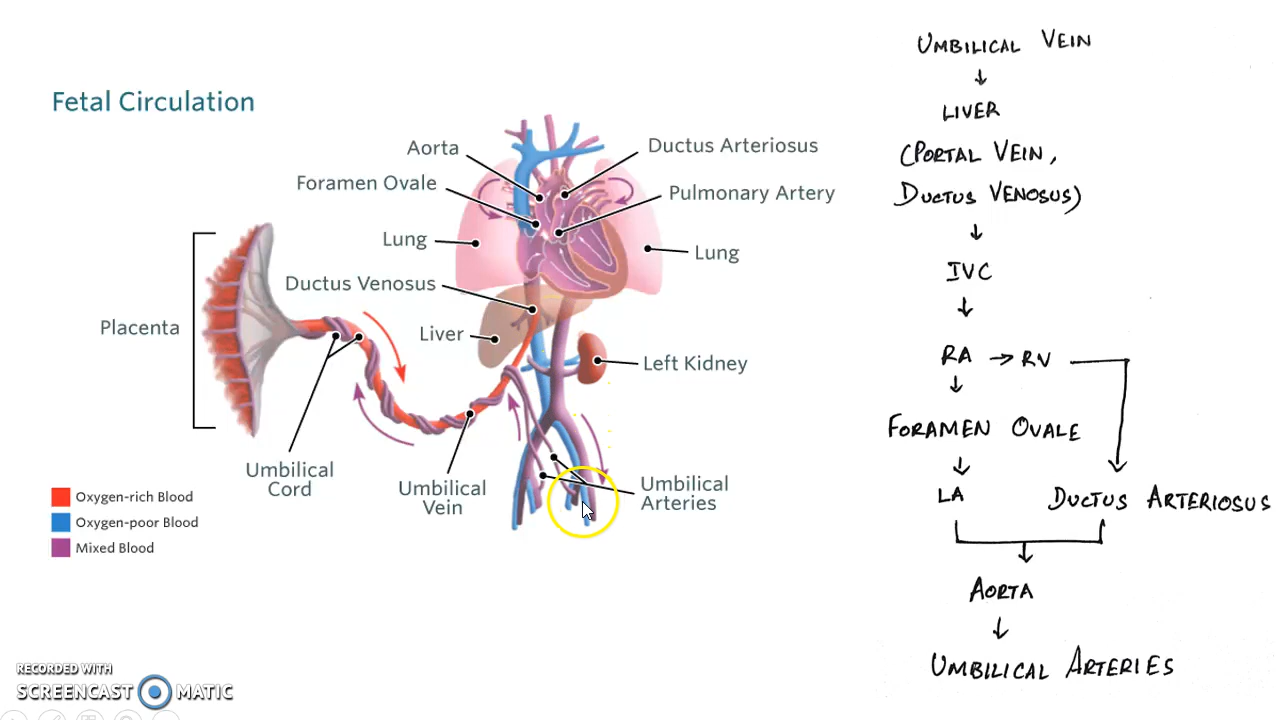 Fetal Circulation
Aorta
Foramen Ovale
Lung
Ductus Venosus
Liver
Placenta
Ductus Arteriosus
Pulmonary Artery
Lung
Left Kidney
Umbilical
Cord
Umbilical
Vein
Umbilical
Arteries
Oxygen-rich Blood
Oxygen-poor Blood
Mixed Blood
RECORDED WITH
SCREENCAST MATIC
UMBILICAL VEIN
↓
LIVER
(PORTAL VEIN,
DUCTUS VENOSUS)
↓
IVC
↓
RA → RV
↓
FORAMEN OVALE
↓
LA DUCTUS ARTERIOSUS
↓
AORTA
↓
UMBILICAL ARTERIES